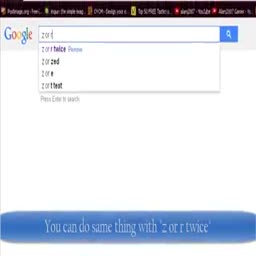 Google
z or r
z or r twice Remove
z or zed
z or e
z or t test
Press Enter to search.
You can do same thing with 'z or r twice'